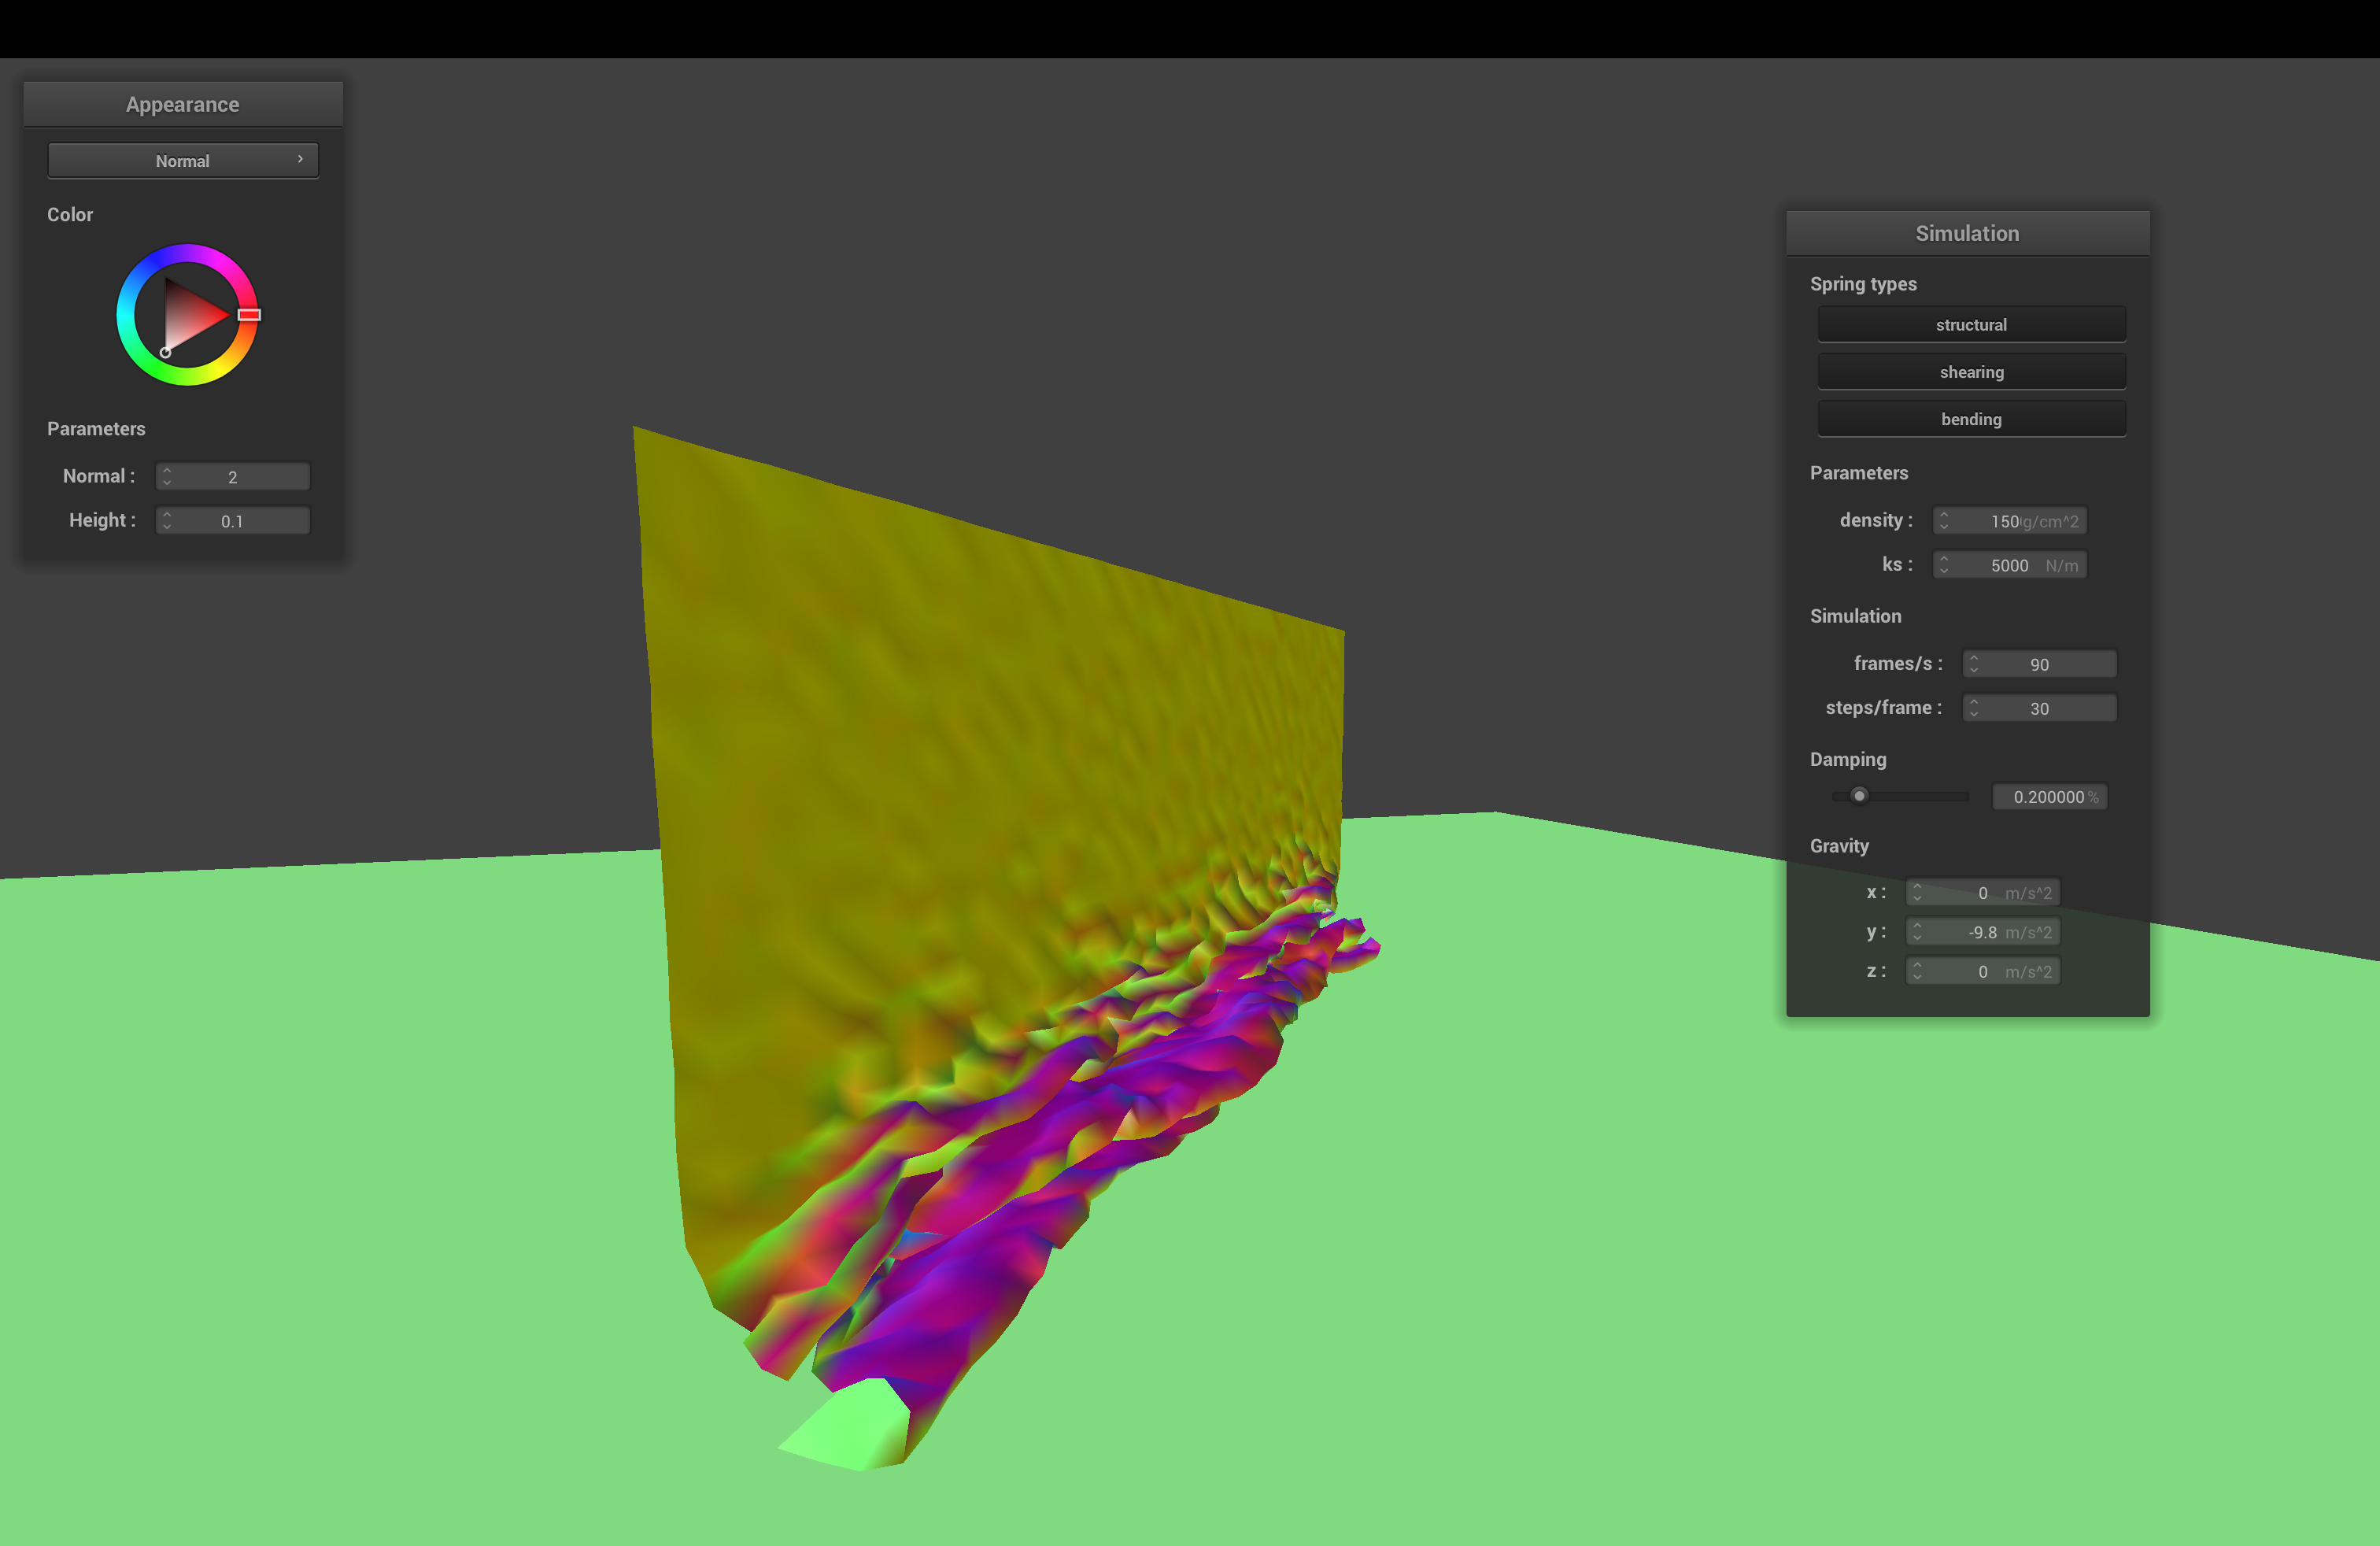 Appearance
Normal
Color
Parameters
Normal : 2
Height : 0.1
Simulation
Spring types
structural
shearing
bending
Parameters
density : 150 g/cm^2
ks : 5000 N/m
Simulation
frames/s : 90
steps/frame : 30
Damping
0.200000 %
Gravity
x : 0 m/s^2
y : -9.8 m/s^2
z : 0 m/s^2